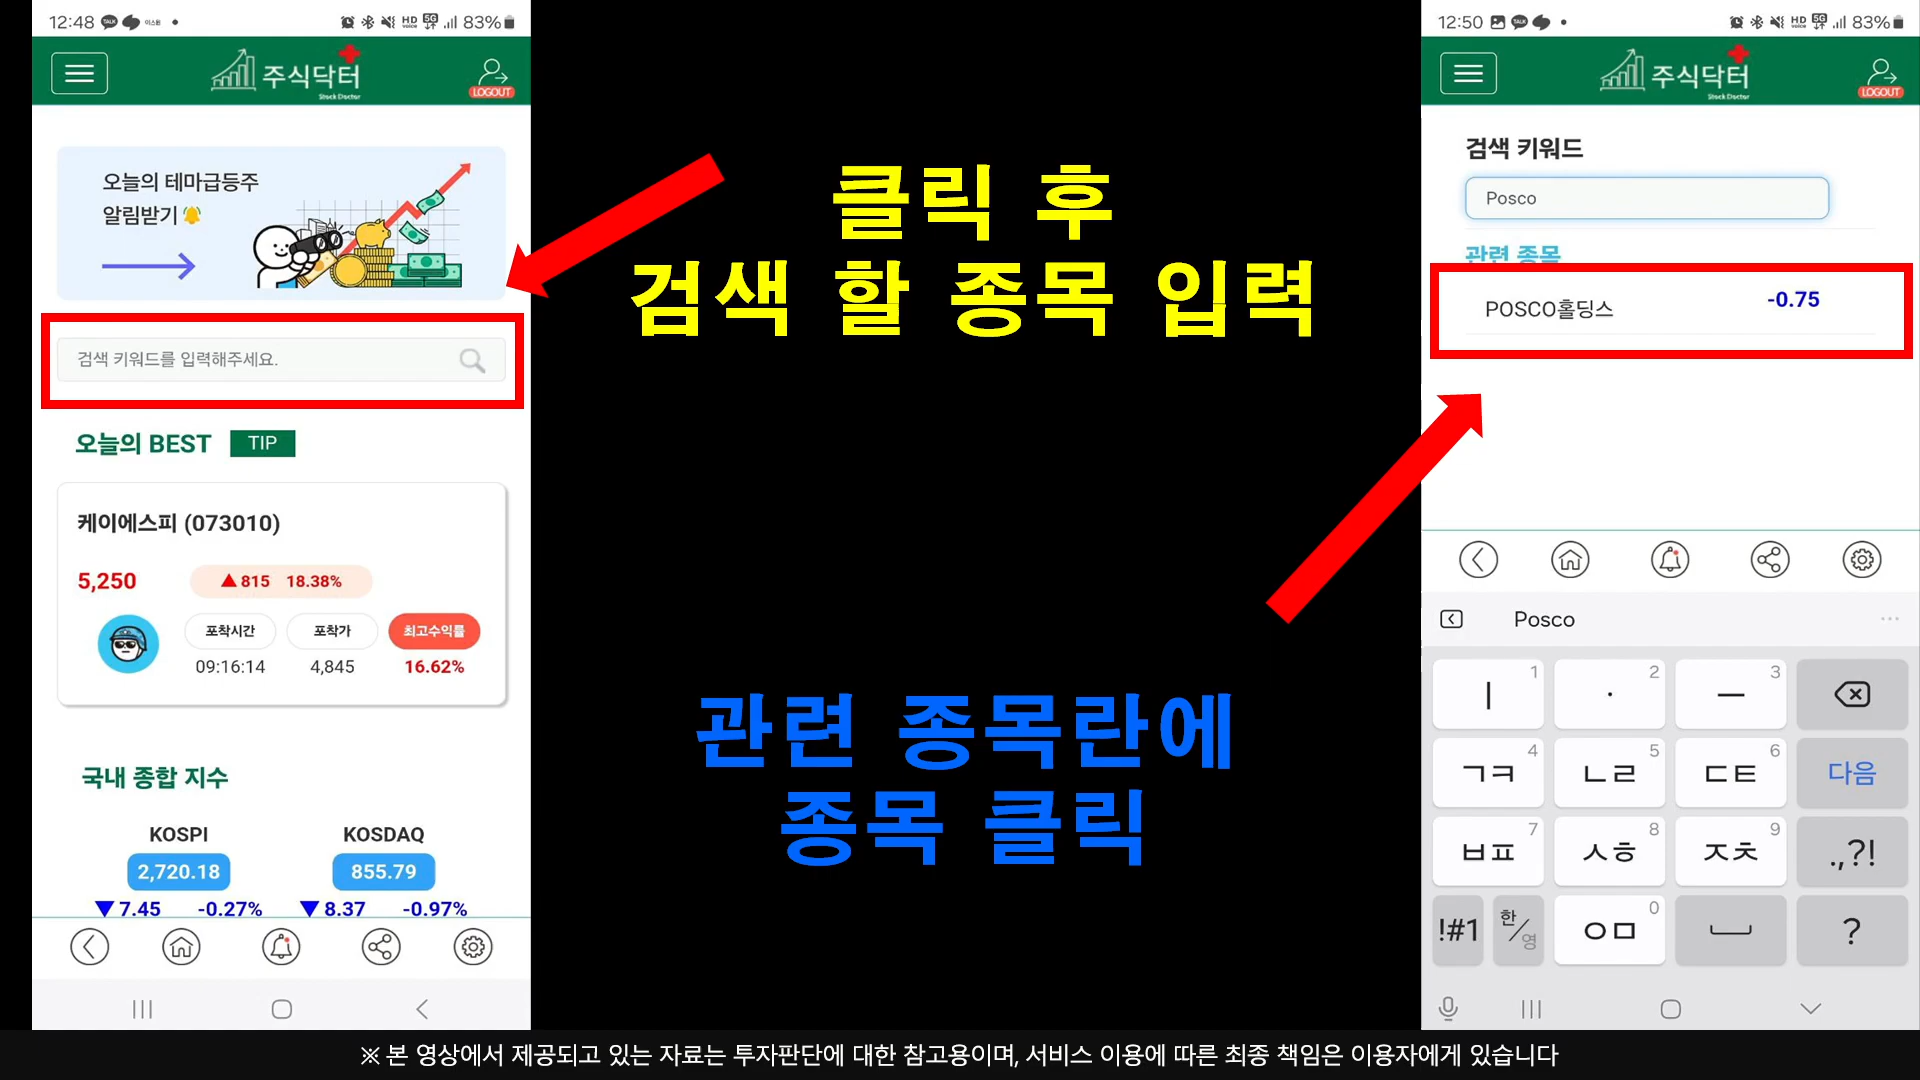 12:48
HD voice 5G 83%
주식닥터
Stock Doctor
LOGOUT
오늘의 테마급등주
알림받기
검색 키워드를 입력해주세요.
오늘의 BEST TIP
케이에스피 (073010)
5,250 ▲815 18.38%
포착시간 포착가 최고수익률
09:16:14 4,845 16.62%
국내 종합 지수
KOSPI KOSDAQ
2,720.18 855.79
▼7.45 -0.27% ▼8.37 -0.97%
클릭 후
검색 할 종목 입력
관련 종목란에
종목 클릭
12:50
HD voice 5G 83%
주식닥터
Stock Doctor
LOGOUT
검색 키워드
Posco
관련 종목
POSCO홀딩스 -0.75
Posco ...
ㅣ 1 · 2 ㅡ 3
ㄱㅋ 4 ㄴㄹ 5 ㄷㅌ 6 다음
ㅂㅍ 7 ㅅㅎ 8 ㅈㅊ 9 .,?!
!#1 한/영 ㅇㅁ 0 ?
※ 본 영상에서 제공되고 있는 자료는 투자판단에 대한 참고용이며, 서비스 이용에 따른 최종 책임은 이용자에게 있습니다